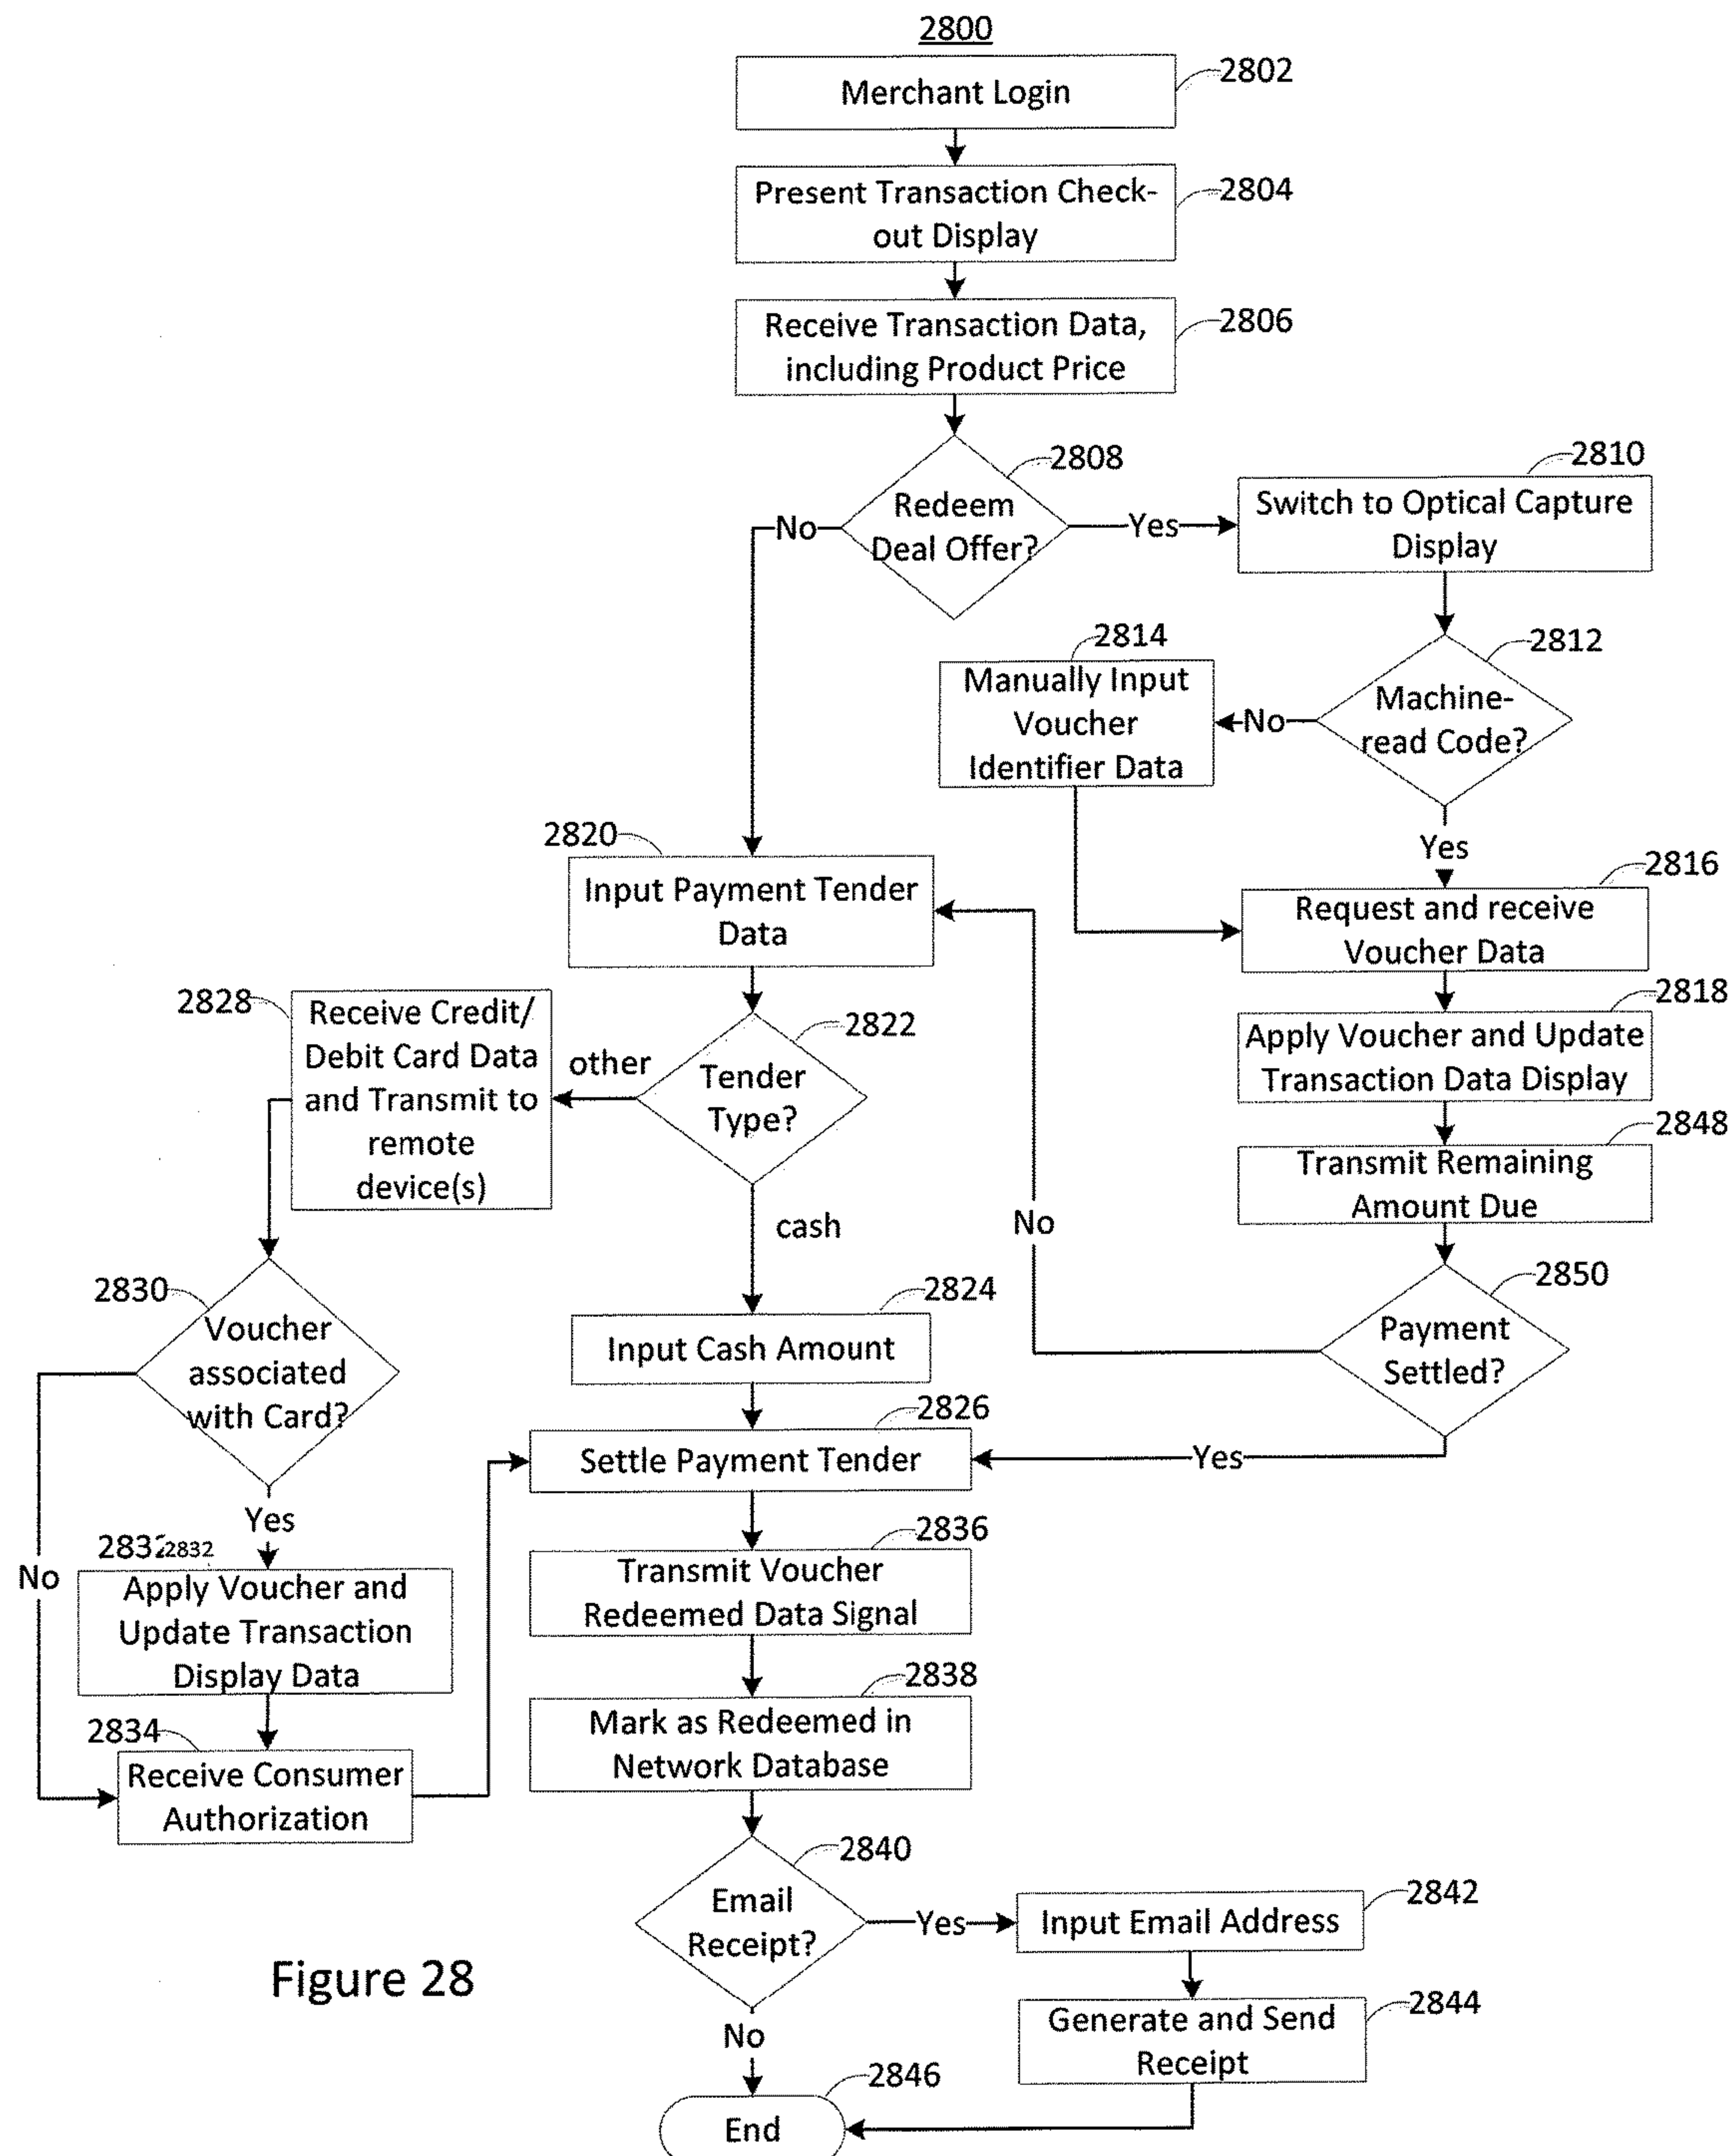 2800
Merchant Login
2802
Present Transaction Check-
out Display
2804
Receive Transaction Data,
including Product Price
2806
Redeem
Deal Offer?
2808
No
Yes
Switch to Optical Capture
Display
2810
Machine-
read Code?
2812
No
Manually Input
Voucher
Identifier Data
2814
Yes
Request and receive
Voucher Data
2816
Apply Voucher and Update
Transaction Data Display
2818
Transmit Remaining
Amount Due
2848
Payment
Settled?
2850
No
Yes
2820
Input Payment Tender
Data
Tender
Type?
2822
other
cash
2828
Receive Credit/
Debit Card Data
and Transmit to
remote
device(s)
2830
Voucher
associated
with Card?
Yes
No
2832
2832
Apply Voucher and
Update Transaction
Display Data
2834
Receive Consumer
Authorization
Input Cash Amount
2824
Settle Payment Tender
2826
Transmit Voucher
Redeemed Data Signal
2836
Mark as Redeemed in
Network Database
2838
Email
Receipt?
2840
Yes
Input Email Address
2842
Generate and Send
Receipt
2844
No
End
2846
Figure 28